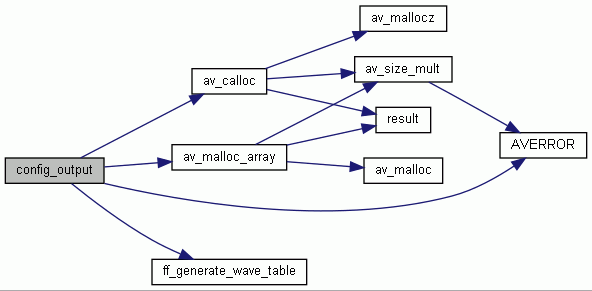 av_mallocz
av_calloc
av_size_mult
result
AVERROR
av_malloc_array
config_output
av_malloc
ff_generate_wave_table